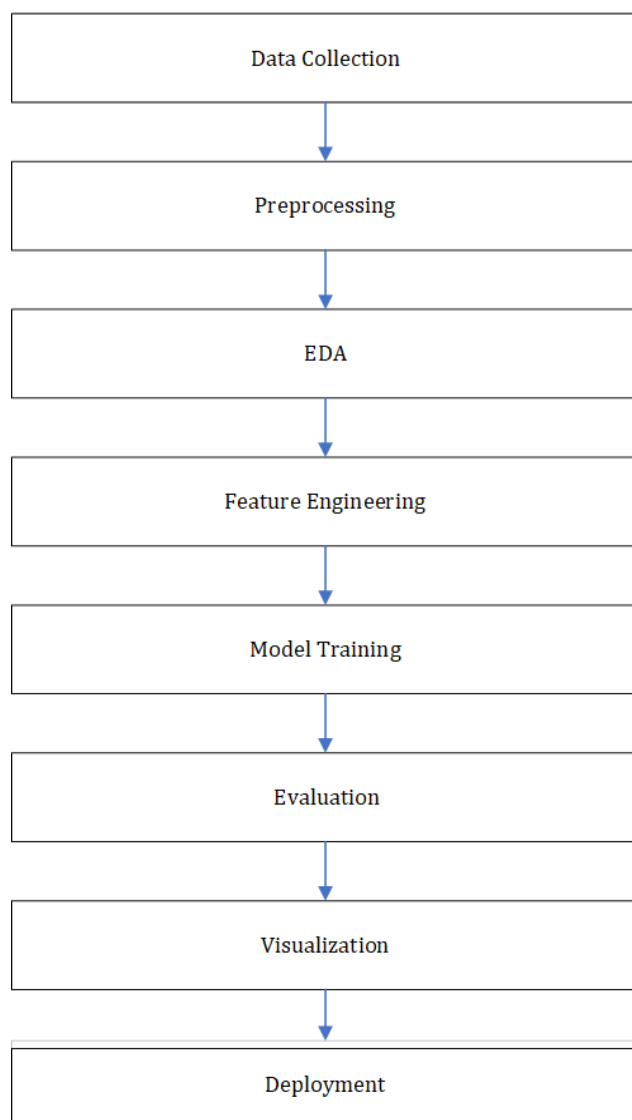 Data Collection
Preprocessing
EDA
Feature Engineering
Model Training
Evaluation
Visualization
Deployment